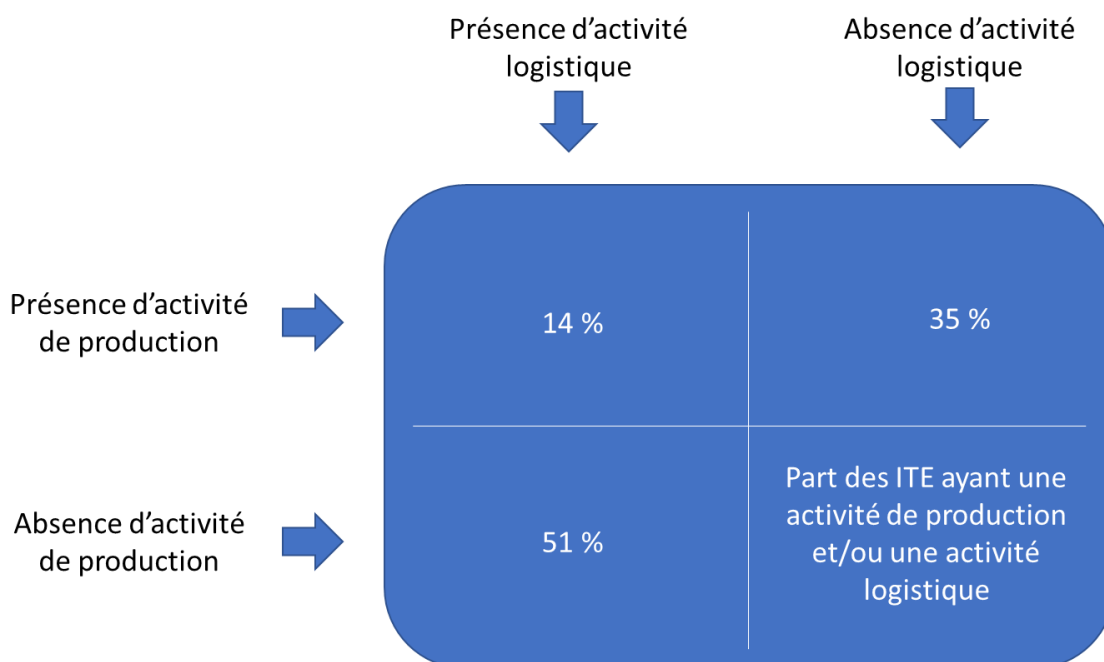 Présence d’activité
logistique
Absence d’activité
logistique
Présence d’activité
de production
14 %
35 %
Absence d’activité
de production
51 %
Part des ITE ayant une
activité de production
et/ou une activité
logistique